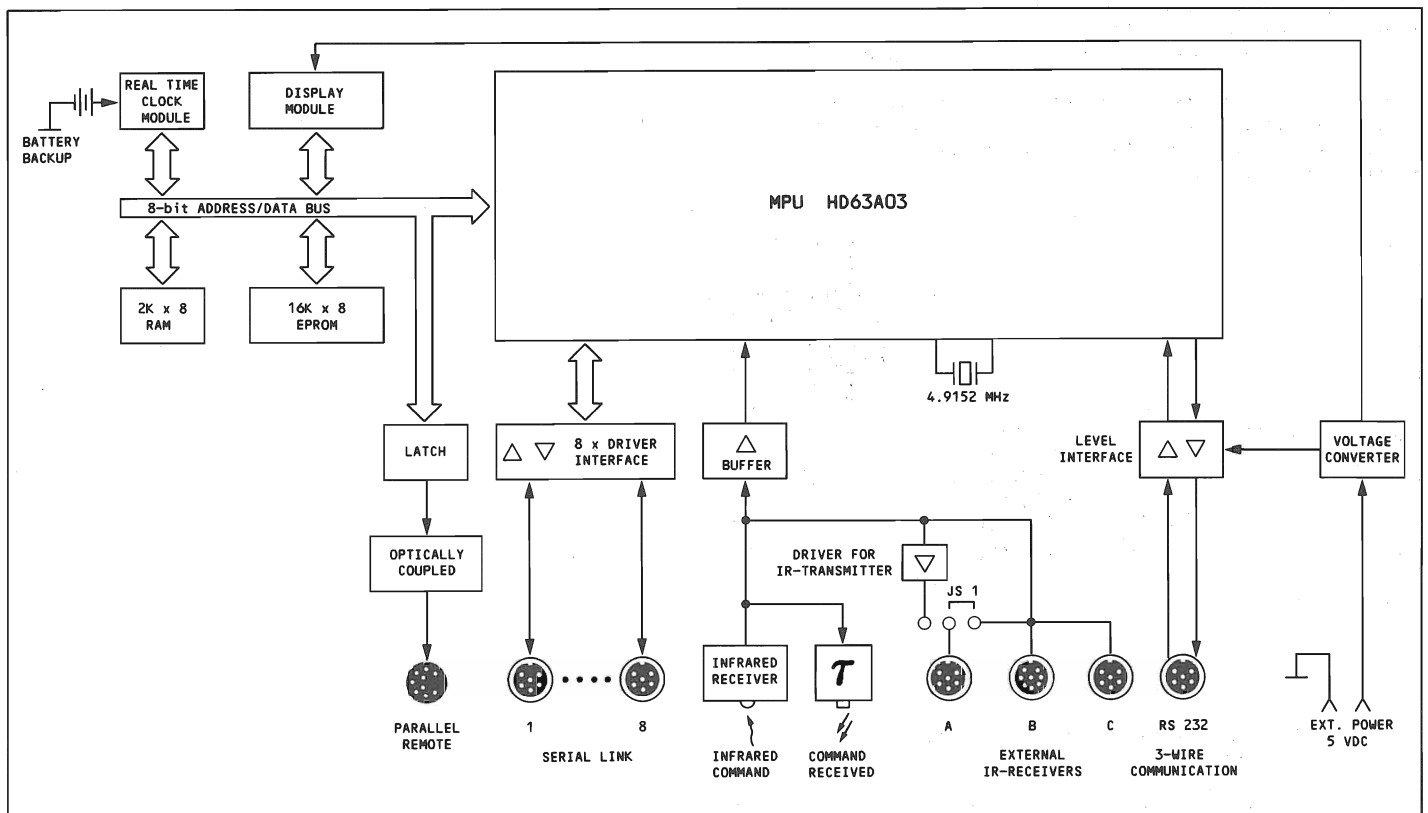 REAL TIME
CLOCK
MODULE
DISPLAY
MODULE
BATTERY
BACKUP
MPU HD63A03
8-bit ADDRESS/DATA BUS
2K x 8
RAM
16K x 8
EPROM
4.9152 MHz
LATCH
8 x DRIVER
INTERFACE
BUFFER
LEVEL
INTERFACE
VOLTAGE
CONVERTER
OPTICALLY
COUPLED
DRIVER FOR
IR-TRANSMITTER
JS 1
INFRARED
RECEIVER
τ
PARALLEL
REMOTE
1
8
SERIAL LINK
INFRARED
COMMAND
COMMAND
RECEIVED
A
B
C
EXTERNAL
IR-RECEIVERS
RS 232
3-WIRE
COMMUNICATION
EXT. POWER
5 VDC